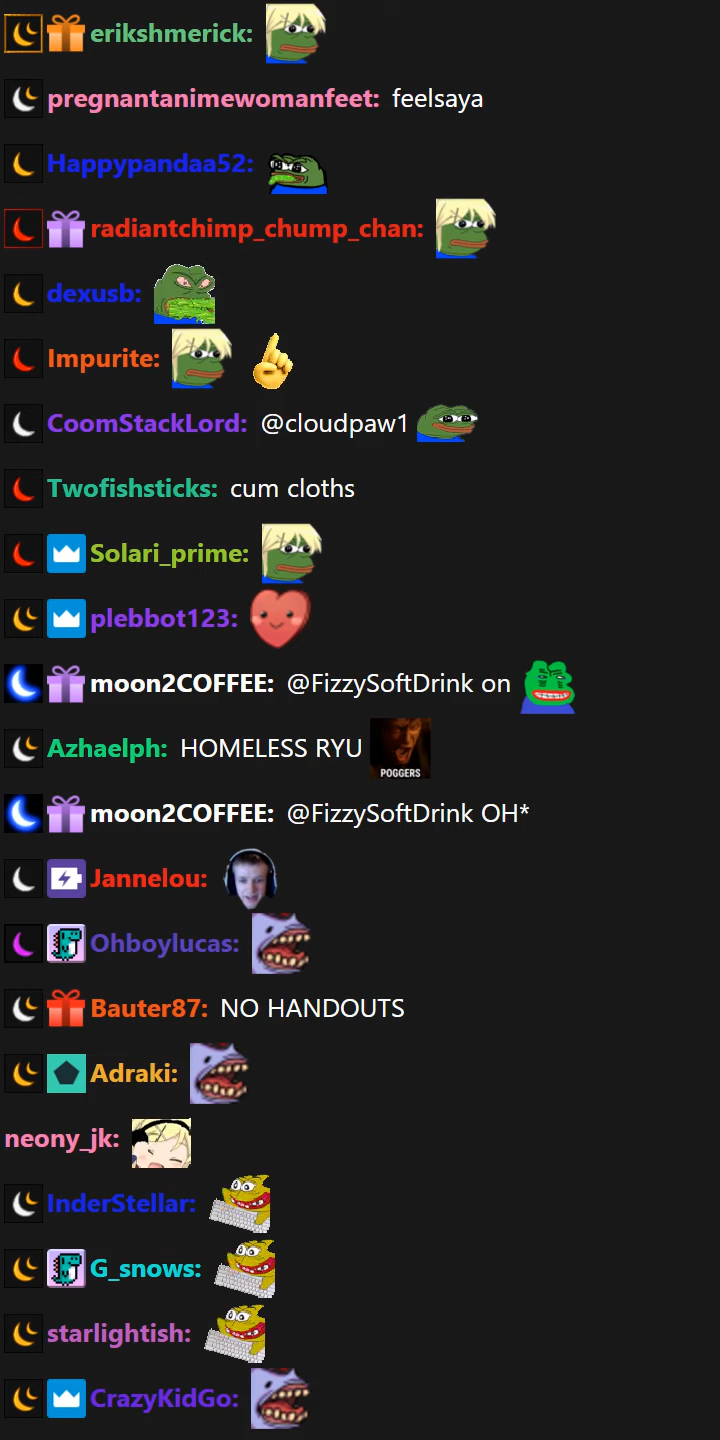 erikshmerick:
pregnantanimewomanfeet: feelsaya
Happypandaa52:
radiantchimp_chump_chan:
dexusb:
Impurite:
CoomStackLord: @cloudpaw1
Twofishsticks: cum cloths
Solari_prime:
plebbot123:
moon2COFFEE: @FizzySoftDrink on
Azhaelph: HOMELESS RYU POGGERS
moon2COFFEE: @FizzySoftDrink OH*
Jannelou:
Ohboylucas:
Bauter87: NO HANDOUTS
Adraki:
neony_jk:
InderStellar:
G_snows:
starlightish:
CrazyKidGo: